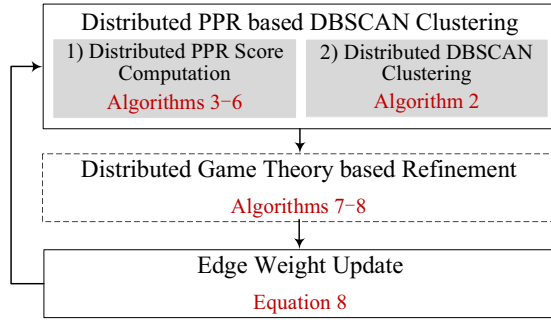 Distributed PPR based DBSCAN Clustering
1) Distributed PPR Score
Computation
Algorithms 3-6
2) Distributed DBSCAN
Clustering
Algorithm 2
Distributed Game Theory based Refinement
Algorithms 7-8
Edge Weight Update
Equation 8